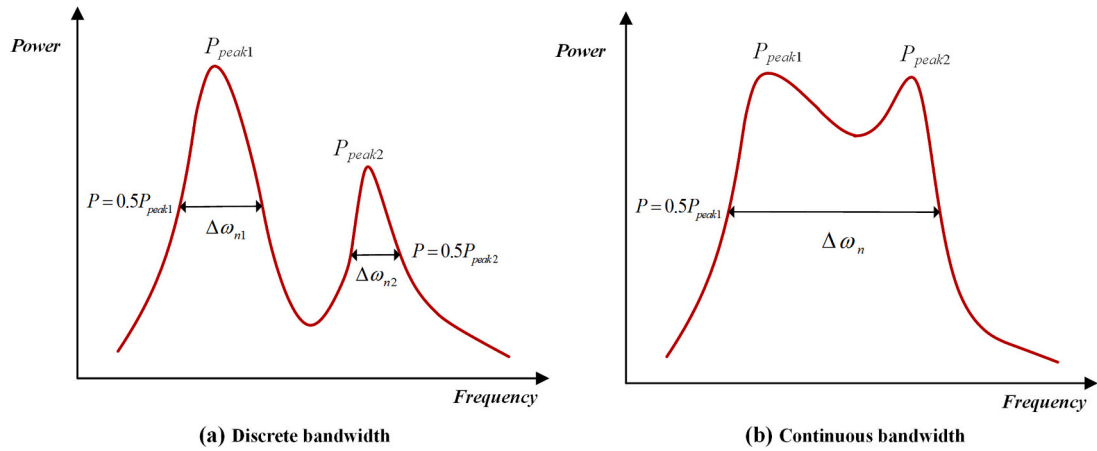 Power
P_peak1
P_peak2
P = 0.5P_peak1
Δω_n1
P = 0.5P_peak2
Δω_n2
Frequency
(a) Discrete bandwidth
Power
P_peak1
P_peak2
P = 0.5P_peak1
Δω_n
Frequency
(b) Continuous bandwidth